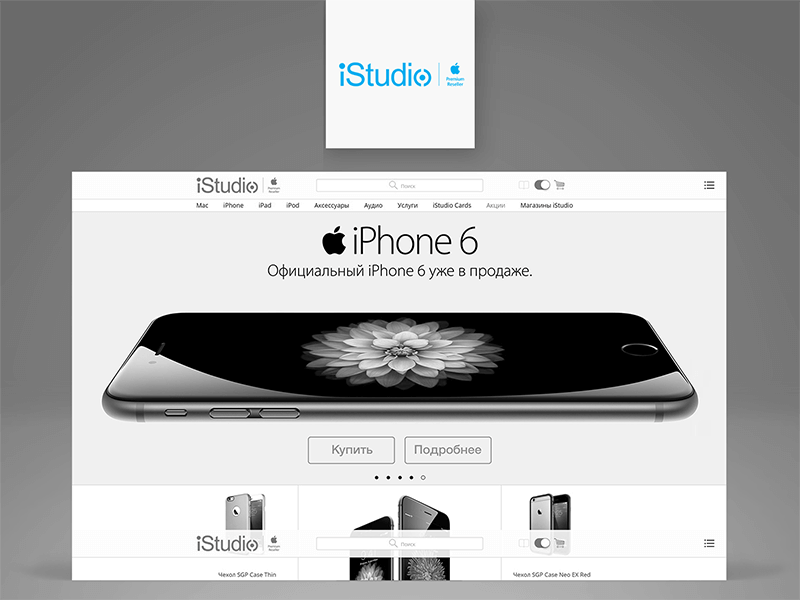 iStudio
Premium
Reseller
iStudio
Premium
Reseller
Поиск
Mac iPhone iPad iPod Аксессуары Аудио Услуги iStudio Cards Акции Магазины iStudio
iPhone 6
Официальный iPhone 6 уже в продаже.
Купить Подробнее
iStudio
Premium
Reseller
Поиск
Чехол SGP Case Thin Чехол SGP Case Neo EX Red